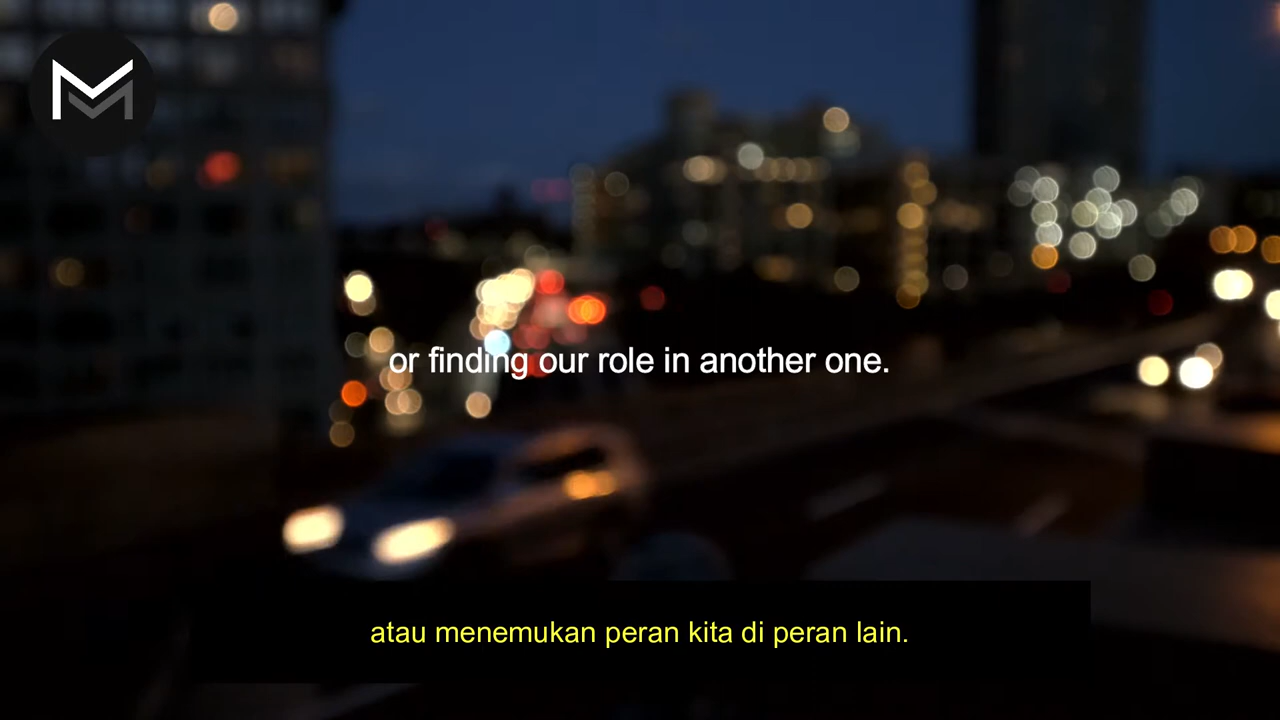 or finding our role in another one.
atau menemukan peran kita di peran lain.